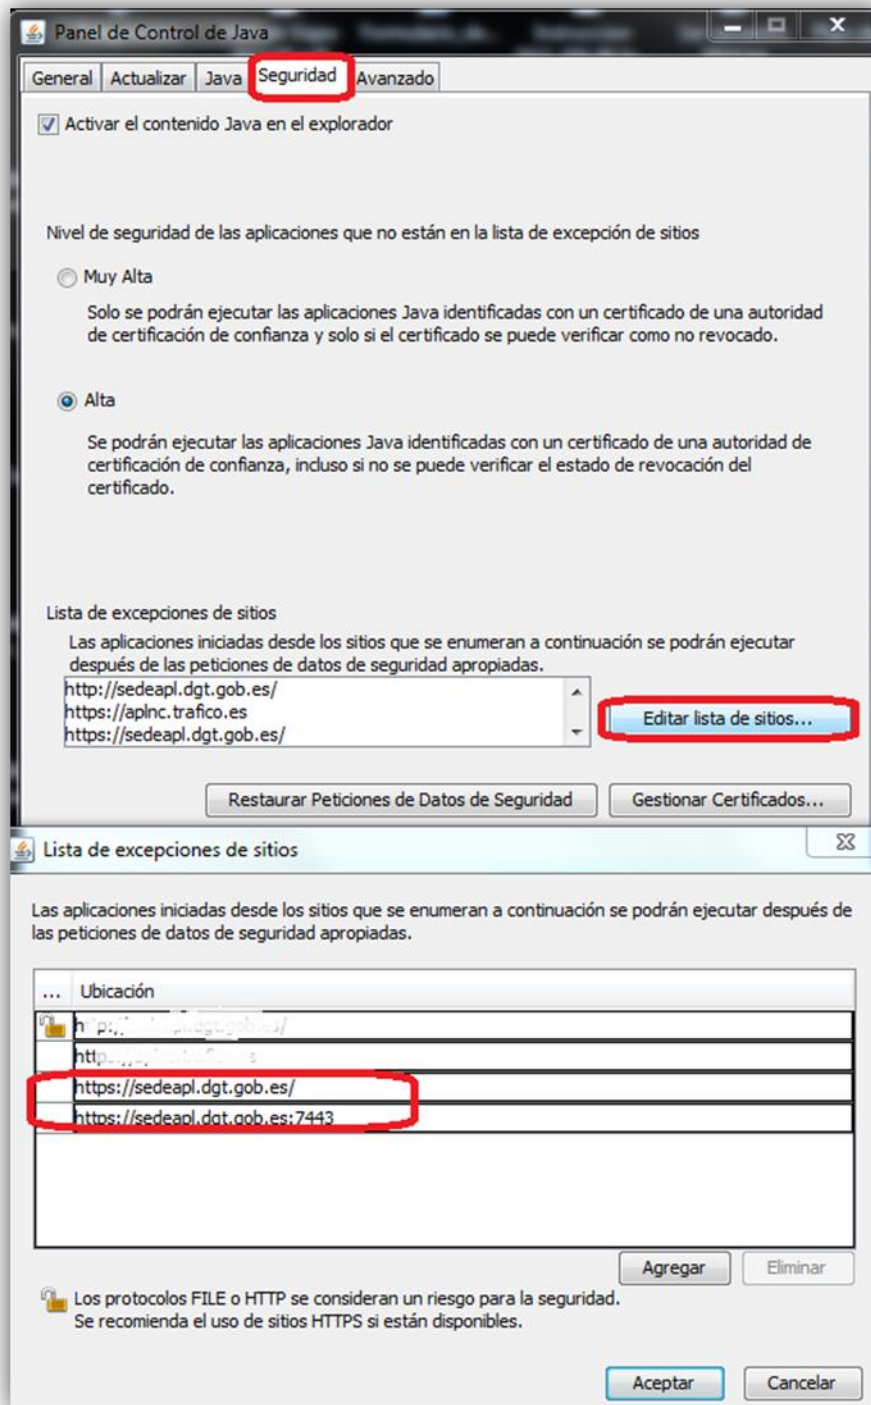 Panel de Control de Java
General Actualizar Java Seguridad Avanzado
Activar el contenido Java en el explorador
Nivel de seguridad de las aplicaciones que no están en la lista de excepción de sitios
Muy Alta
Solo se podrán ejecutar las aplicaciones Java identificadas con un certificado de una autoridad
de certificación de confianza y solo si el certificado se puede verificar como no revocado.
Alta
Se podrán ejecutar las aplicaciones Java identificadas con un certificado de una autoridad de
certificación de confianza, incluso si no se puede verificar el estado de revocación del
certificado.
Lista de excepciones de sitios
Las aplicaciones iniciadas desde los sitios que se enumeran a continuación se podrán ejecutar
después de las peticiones de datos de seguridad apropiadas.
http://sedeapl.dgt.gob.es/
https://aplnc.trafico.es
https://sedeapl.dgt.gob.es/
Editar lista de sitios...
Restaurar Peticiones de Datos de Seguridad Gestionar Certificados...
Lista de excepciones de sitios
Las aplicaciones iniciadas desde los sitios que se enumeran a continuación se podrán ejecutar después de
las peticiones de datos de seguridad apropiadas.
... Ubicación
https://sedeapl.dgt.gob.es/
https://sedeapl.dgt.gob.es:7443
Agregar Eliminar
Los protocolos FILE o HTTP se consideran un riesgo para la seguridad.
Se recomienda el uso de sitios HTTPS si están disponibles.
Aceptar Cancelar